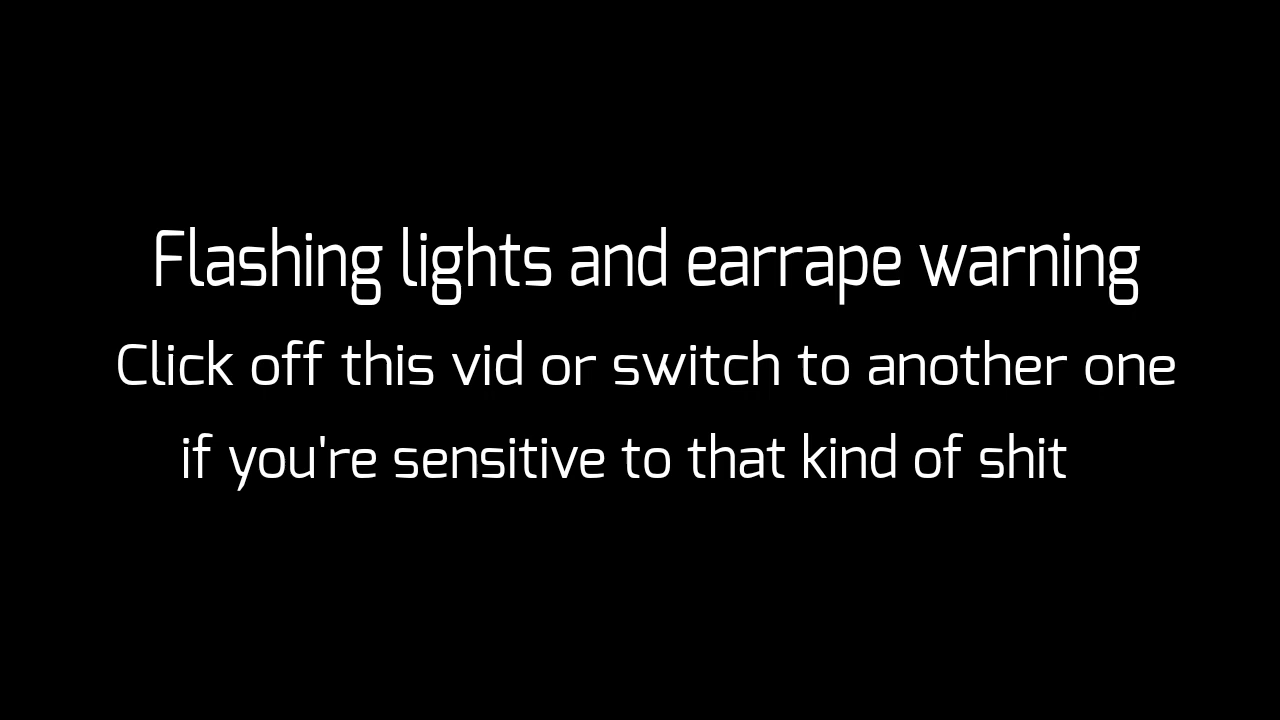 Flashing lights and earrape warning
Click off this vid or switch to another one
if you're sensitive to that kind of shit